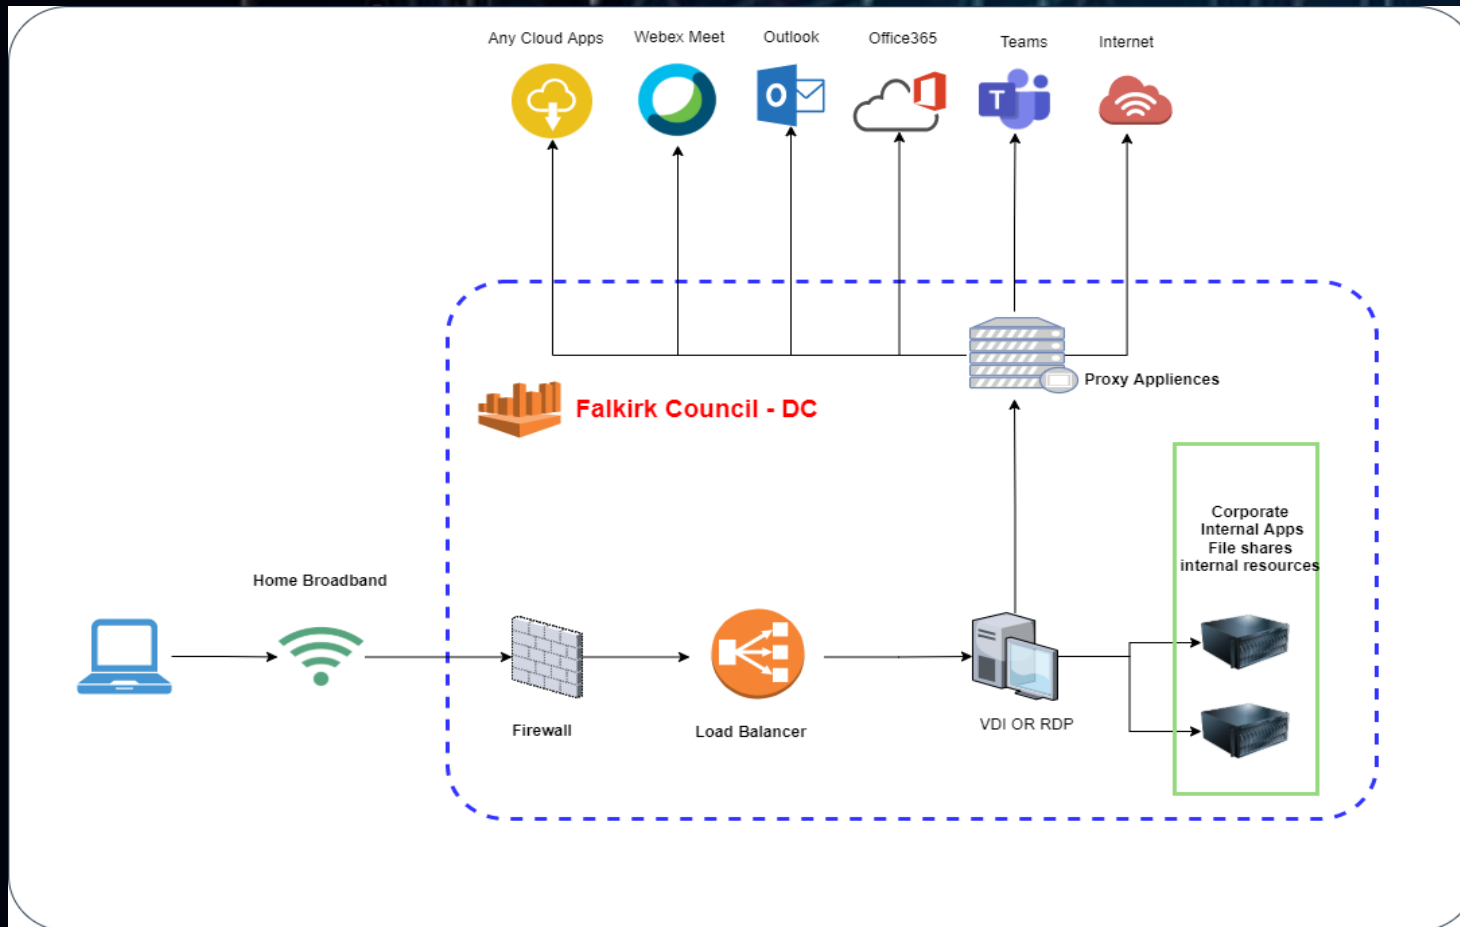 Any Cloud Apps
Webex Meet
Outlook
Office365
Teams
Internet
Proxy Appliences
Falkirk Council - DC
Corporate
Internal Apps
File shares
internal resources
Home Broadband
Firewall
Load Balancer
VDI OR RDP